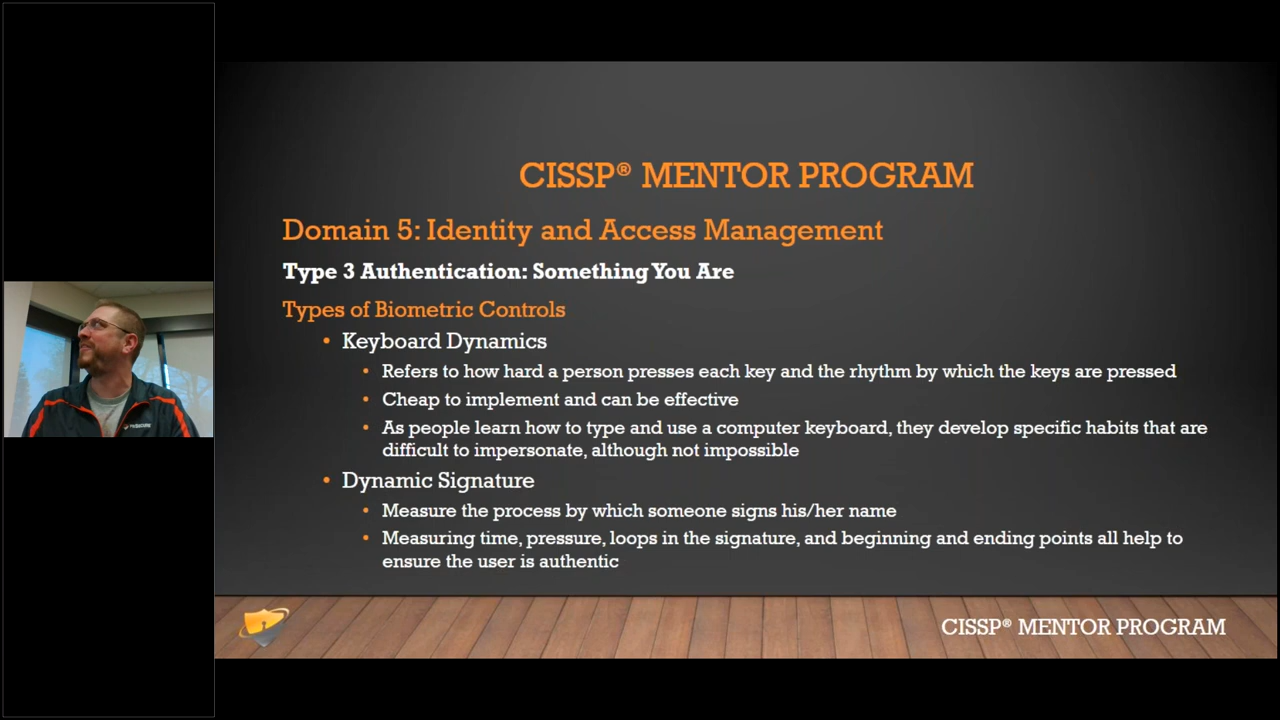 CISSP® MENTOR PROGRAM
Domain 5: Identity and Access Management
Type 3 Authentication: Something You Are
Types of Biometric Controls
• Keyboard Dynamics
• Refers to how hard a person presses each key and the rhythm by which the keys are pressed
• Cheap to implement and can be effective
• As people learn how to type and use a computer keyboard, they develop specific habits that are
difficult to impersonate, although not impossible
• Dynamic Signature
• Measure the process by which someone signs his/her name
• Measuring time, pressure, loops in the signature, and beginning and ending points all help to
ensure the user is authentic
CISSP® MENTOR PROGRAM